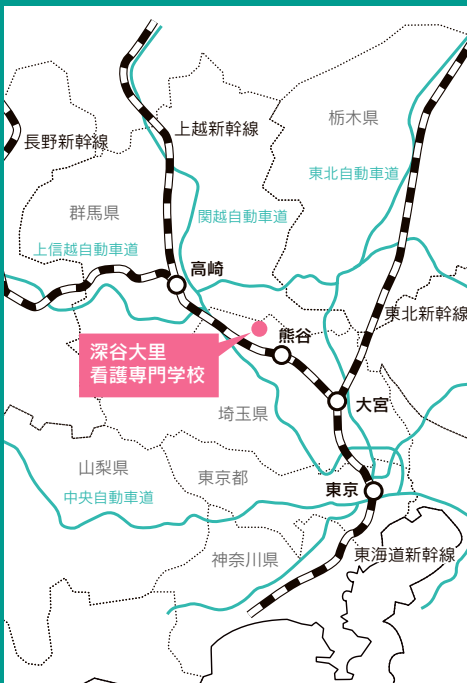 栃木県
上越新幹線
長野新幹線
東北自動車道
群馬県
関越自動車道
上信越自動車道
高崎
東北新幹線
熊谷
深谷大里
看護専門学校
大宮
埼玉県
山梨県
東京都
中央自動車道
東京
東海道新幹線
神奈川県